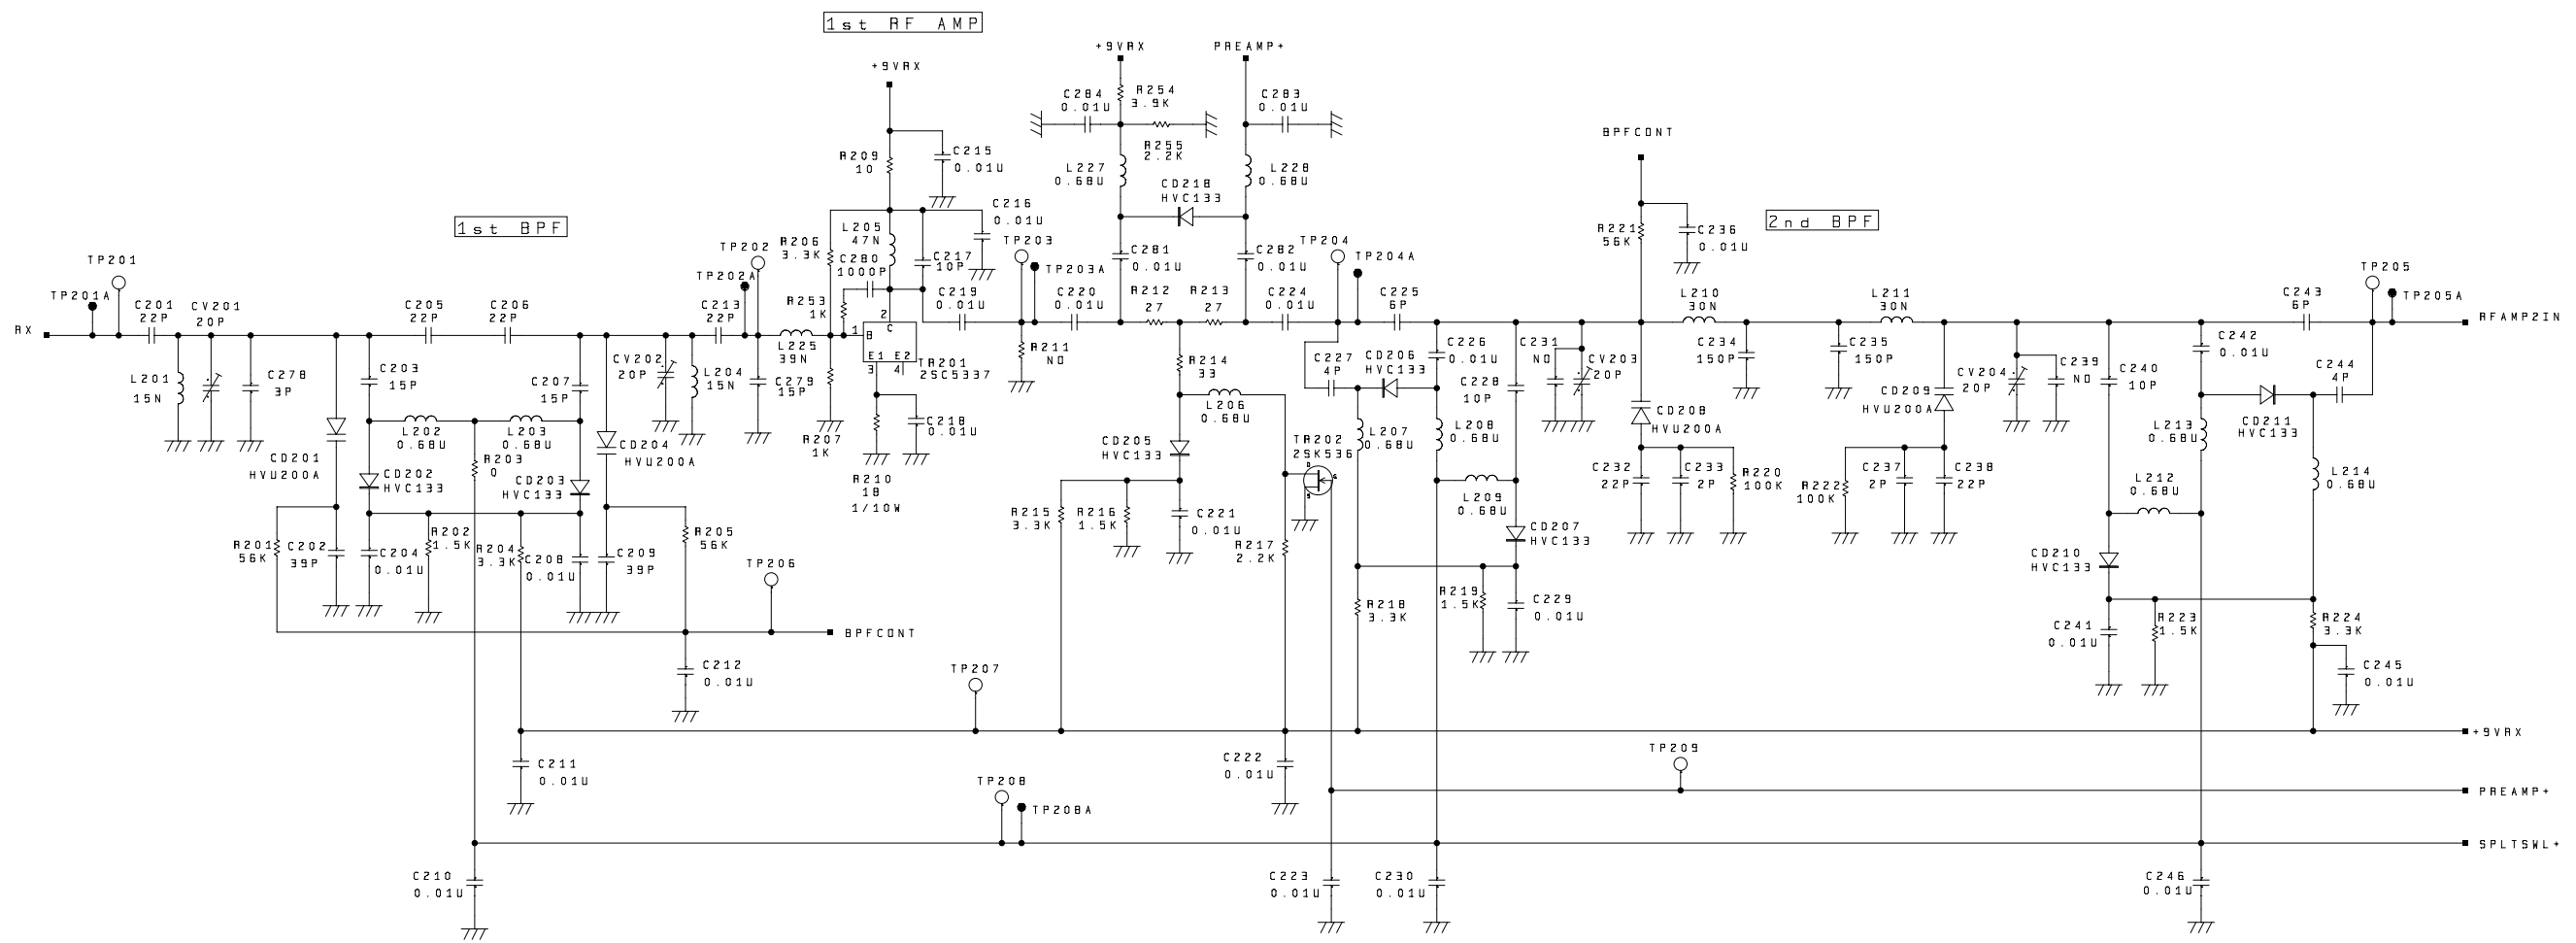 1st RF AMP
+9VRX
PREAMP+
+9VRX
C284
0.01U
R254
3.9K
C283
0.01U
BPFCONT
R209
10
C215
0.01U
R255
2.2K
L227
0.68U
CD218
HVC133
L228
0.68U
1st BPF
2nd BPF
C216
0.01U
L205
47N
R221
56K
C236
0.01U
R206
3.3K
TP202
C217
10P
TP203
C281
0.01U
C282
0.01U
TP204
TP204A
TP201
C280
1000P
TP203A
TP205
TP201A
TP202A
TP205A
C201
22P
CV201
20P
C205
22P
C206
22P
C213
22P
R253
1K
C219
0.01U
C220
0.01U
R212
27
R213
27
C224
0.01U
C225
6P
L210
30N
L211
30N
C243
6P
RX
RFAMP2IN
L225
39N
1
B
2
C
E1
E2
3
4
TR201
2SC5337
R211
NO
C227
4P
CD206
HVC133
C226
0.01U
C231
NO
CV203
20P
C234
150P
C235
150P
C242
0.01U
L201
15N
C278
3P
C203
15P
C207
15P
CV202
20P
L204
15N
C279
15P
R214
33
C228
10P
CD209
HVU200A
CV204
20P
C239
NO
C240
10P
C244
4P
L202
0.68U
L203
0.68U
L206
0.68U
CD208
HVU200A
CD211
HVC133
R207
1K
C218
0.01U
L207
0.68U
L208
0.68U
L213
0.68U
CD201
HVU200A
R203
0
CD204
HVU200A
CD205
HVC133
TR202
2SK536
D
G
S
CD202
HVC133
CD203
HVC133
R210
18
1/10W
L209
0.68U
C232
22P
C233
2P
R220
100K
R222
100K
C237
2P
C238
22P
L212
0.68U
L214
0.68U
R201
56K
C202
39P
C204
0.01U
R202
1.5K
R204
3.3K
C208
0.01U
C209
39P
R205
56K
R215
3.3K
R216
1.5K
C221
0.01U
R217
2.2K
CD207
HVC133
CD210
HVC133
TP206
BPFCONT
R218
3.3K
R219
1.5K
C229
0.01U
C241
0.01U
R223
1.5K
R224
3.3K
C212
0.01U
TP207
C245
0.01U
+9VRX
C211
0.01U
C222
0.01U
TP209
TP208
TP208A
PREAMP+
SPLTSWL+
C210
0.01U
C223
0.01U
C230
0.01U
C246
0.01U